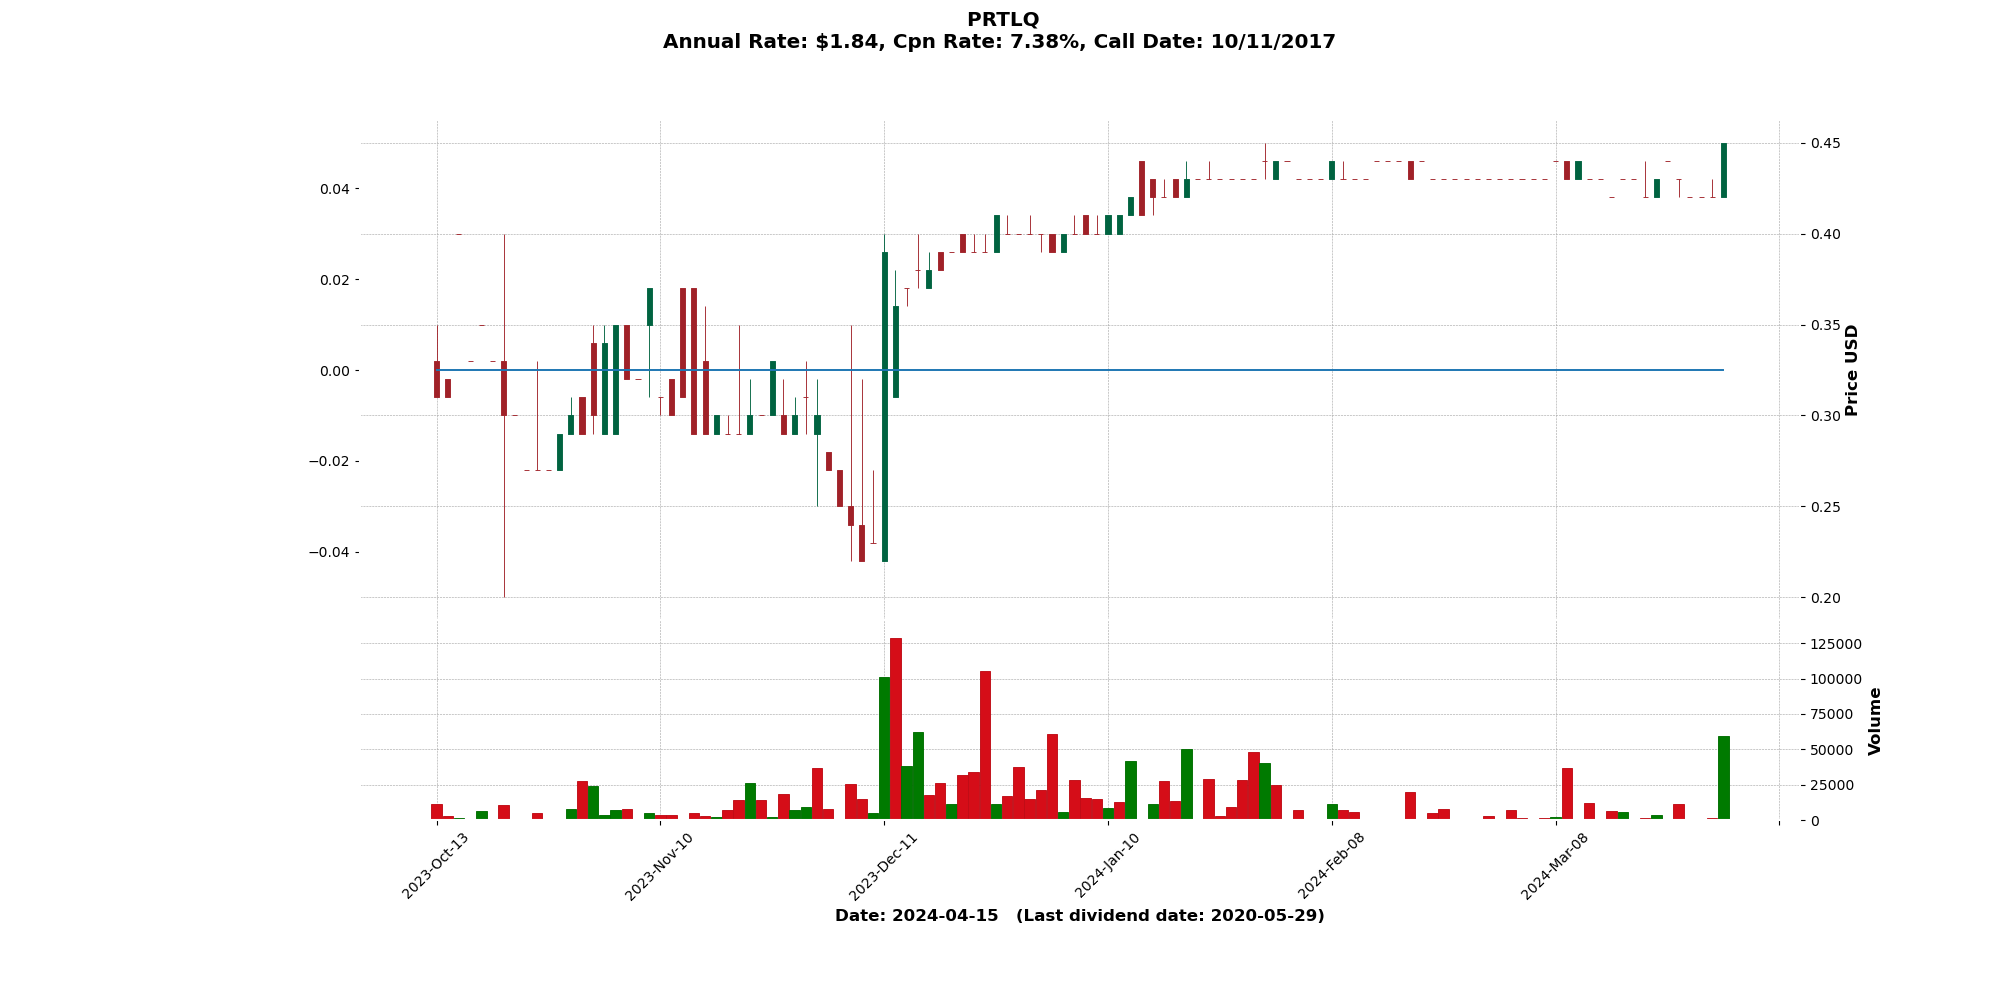 PRTLQ
Annual Rate: $1.84, Cpn Rate: 7.38%, Call Date: 10/11/2017
0.04
0.02
0.00
−0.02
−0.04
0.45
0.40
0.35
0.30
0.25
0.20
Price USD
125000
100000
75000
50000
25000
0
Volume
2023-Oct-13
2023-Nov-10
2023-Dec-11
2024-Jan-10
2024-Feb-08
2024-Mar-08
Date: 2024-04-15   (Last dividend date: 2020-05-29)